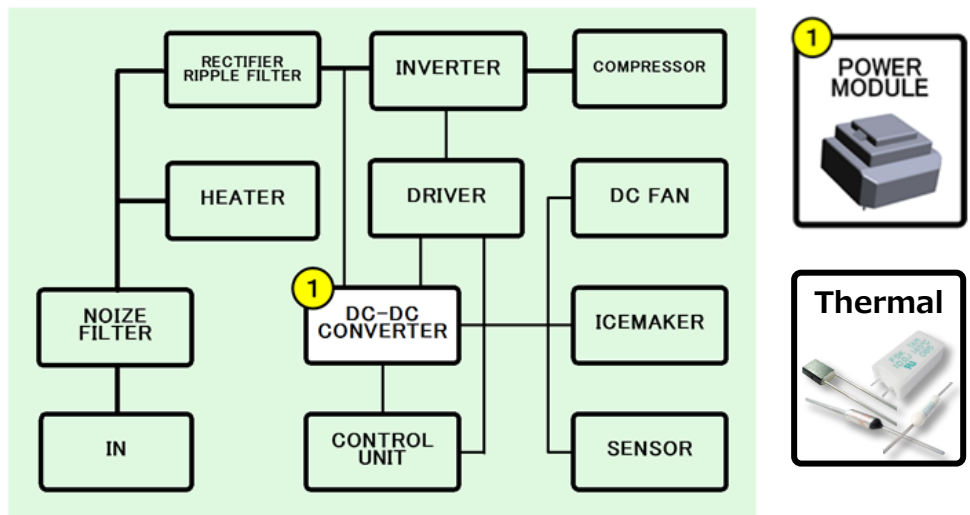 RECTIFIER
RIPPLE FILTER
INVERTER
COMPRESSOR
HEATER
DRIVER
DC FAN
NOIZE
FILTER
1
DC-DC
CONVERTER
ICEMAKER
IN
CONTROL
UNIT
SENSOR
1
POWER
MODULE
Thermal